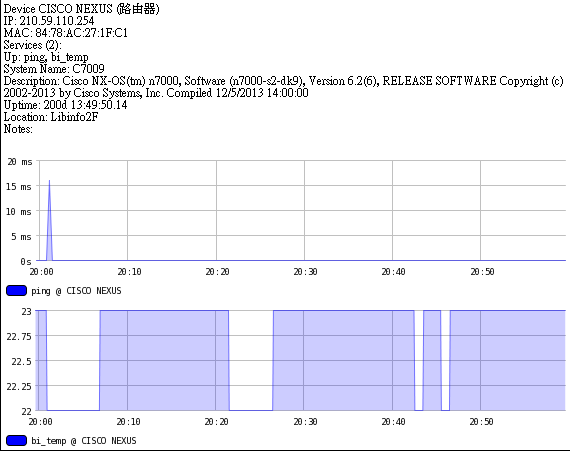 Device CISCO NEXUS (路由器)
IP: 210.59.110.254
MAC: 84:78:AC:27:1F:C1
Services (2):
Up: ping, bi_temp
System Name: C7009
Description: Cisco NX-OS(tm) n7000, Software (n7000-s2-dk9), Version 6.2(6), RELEASE SOFTWARE Copyright (c)
2002-2013 by Cisco Systems, Inc. Compiled 12/5/2013 14:00:00
Uptime: 200d 13:49:50.14
Location: Libinfo2F
Notes:
20 ms
15 ms
10 ms
5 ms
0s
20:00 20:10 20:20 20:30 20:40 20:50
ping @ CISCO NEXUS
23
22.75
22.5
22.25
22
20:00 20:10 20:20 20:30 20:40 20:50
bi_temp @ CISCO NEXUS